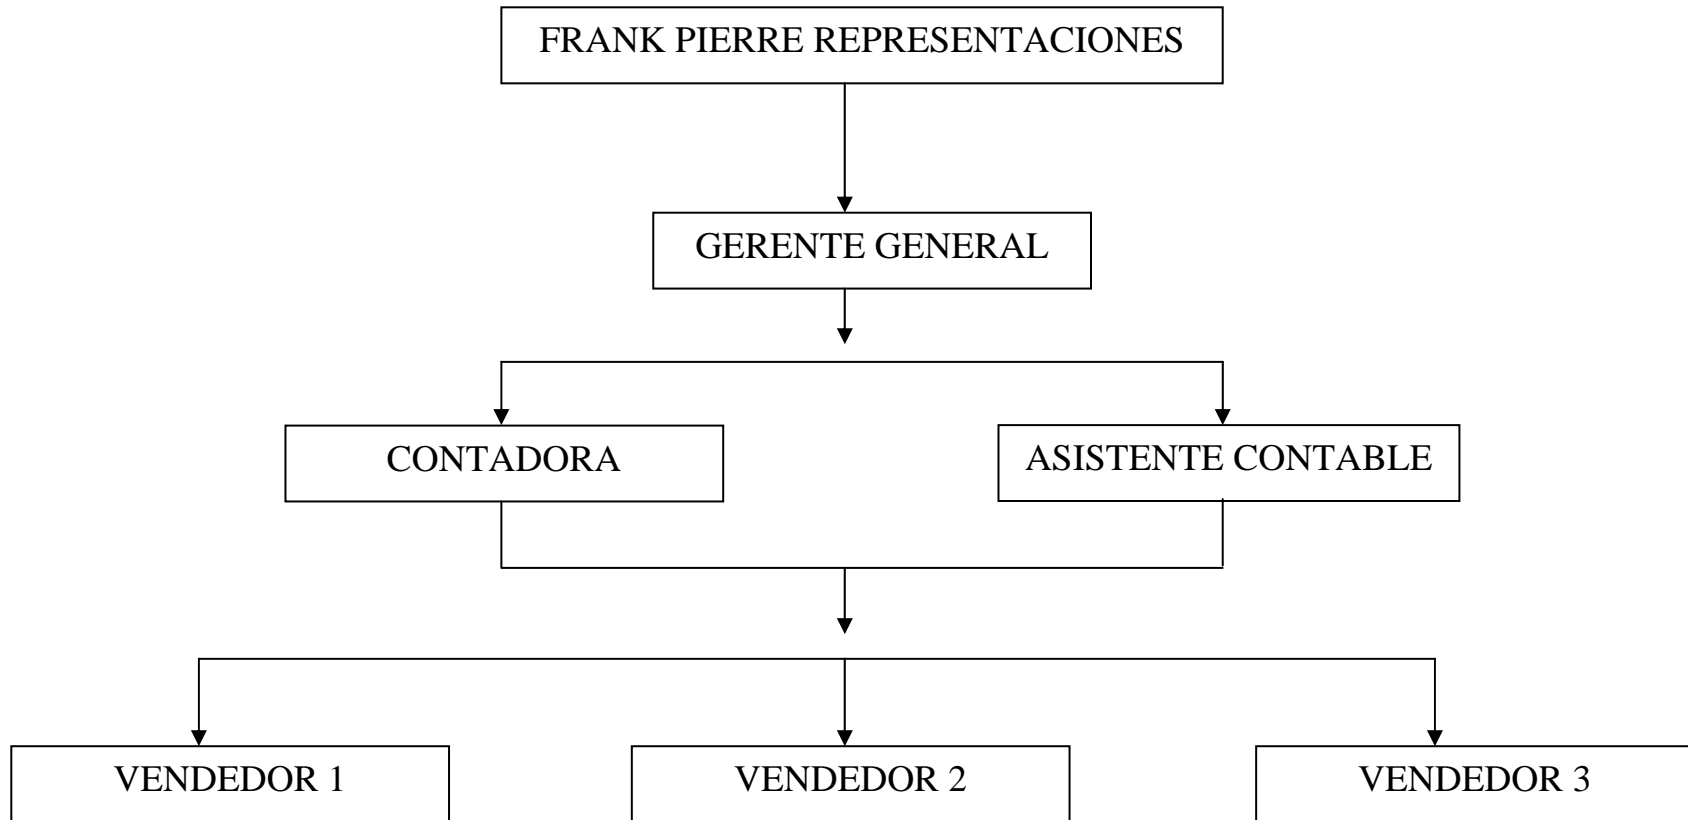 FRANK PIERRE REPRESENTACIONES
GERENTE GENERAL
CONTADORA
ASISTENTE CONTABLE
VENDEDOR 1
VENDEDOR 2
VENDEDOR 3